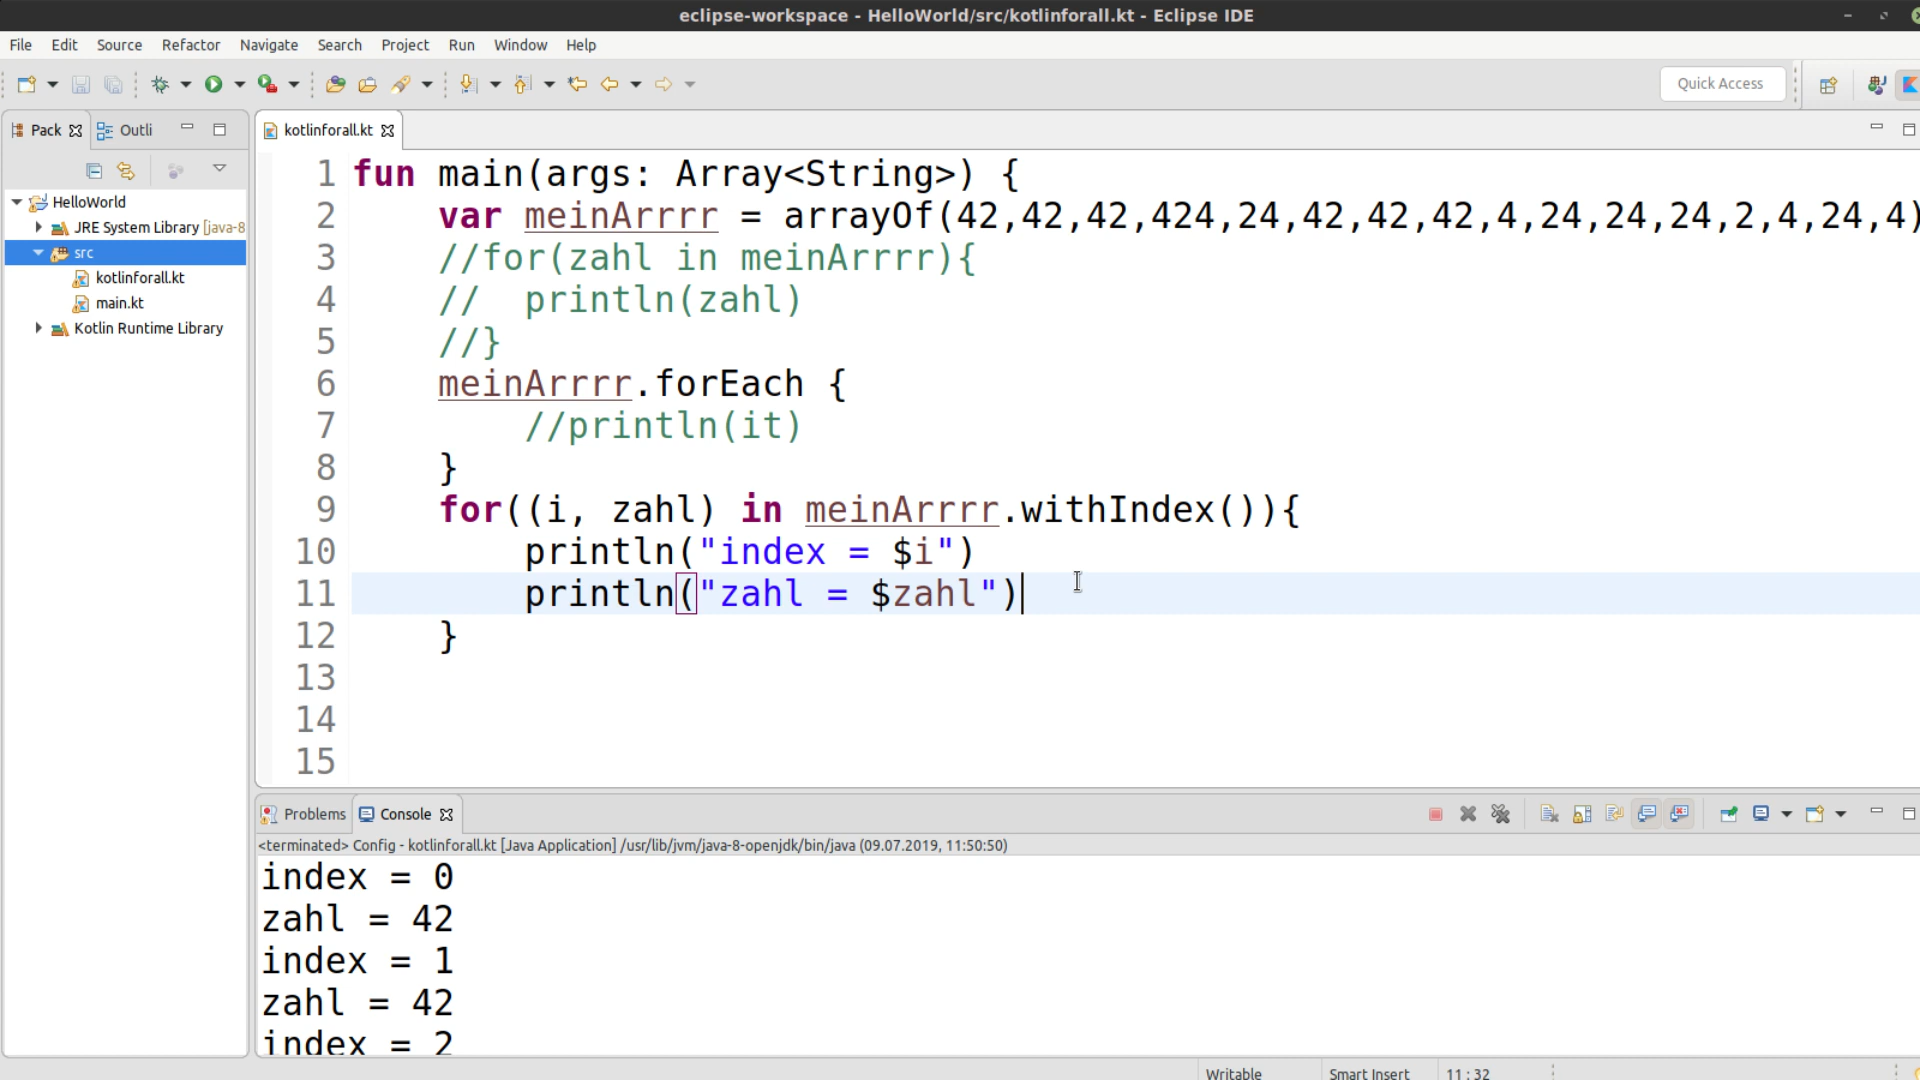 eclipse-workspace - HelloWorld/src/kotlinforall.kt - Eclipse IDE
File Edit Source Refactor Navigate Search Project Run Window Help
Quick Access
Pack Outli
kotlinforall.kt
HelloWorld
JRE System Library [java-8
src
kotlinforall.kt
main.kt
Kotlin Runtime Library
1 fun main(args: Array<String>) {
2 var meinArrrr = arrayOf(42,42,42,424,24,42,42,42,4,24,24,24,2,4,24,4)
3 //for(zahl in meinArrrr){
4 // println(zahl)
5 //}
6 meinArrrr.forEach {
7 //println(it)
8 }
9 for((i, zahl) in meinArrrr.withIndex()){
10 println("index = $i")
11 println("zahl = $zahl")
12 }
13
14
15
Problems Console
<terminated> Config - kotlinforall.kt [Java Application] /usr/lib/jvm/java-8-openjdk/bin/java (09.07.2019, 11:50:50)
index = 0
zahl = 42
index = 1
zahl = 42
index = 2
Writable Smart Insert 11 : 32